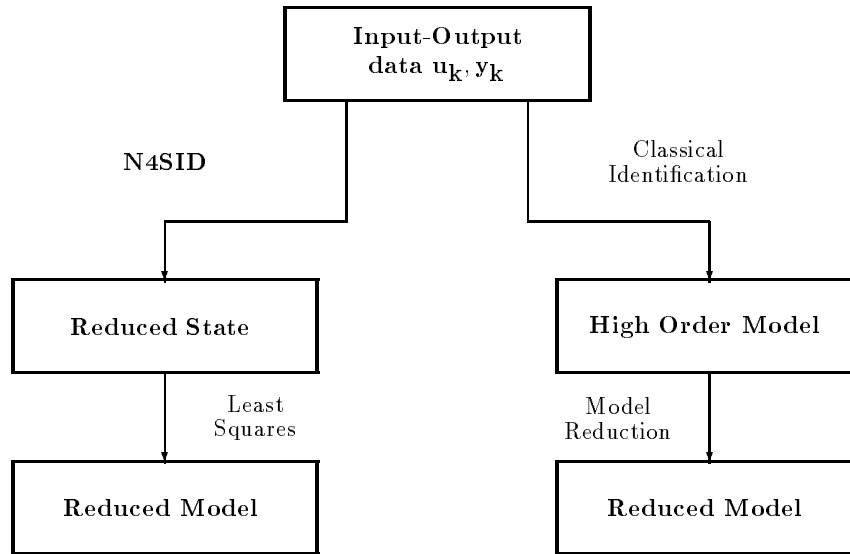 Input-Output
data u_k, y_k
N4SID
Classical
Identification
Reduced State
High Order Model
Least
Squares
Model
Reduction
Reduced Model
Reduced Model